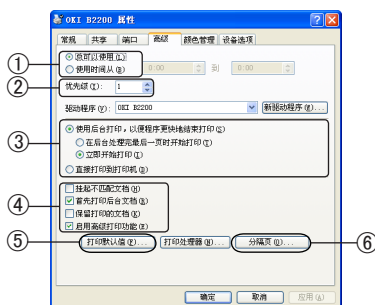 OKI B2200 属性
常规 共享 端口 高级 颜色管理 设备选项
① 总可以使用(L)
使用时间从(B) 0:00 到 0:00
② 优先级(I): 1
驱动程序(V): OKI B2200 新驱动程序(W)...
③ 使用后台打印，以便程序更快地结束打印(S)
在后台处理完最后一页时开始打印(T)
立即开始打印(I)
直接打印到打印机(D)
④ 挂起不匹配文档(H)
首先打印后台文档(R)
保留打印的文档(K)
启用高级打印功能(E)
⑤ 打印默认值(F)... 打印处理器(N)... 分隔页(O)... ⑥
确定 取消 应用(A)